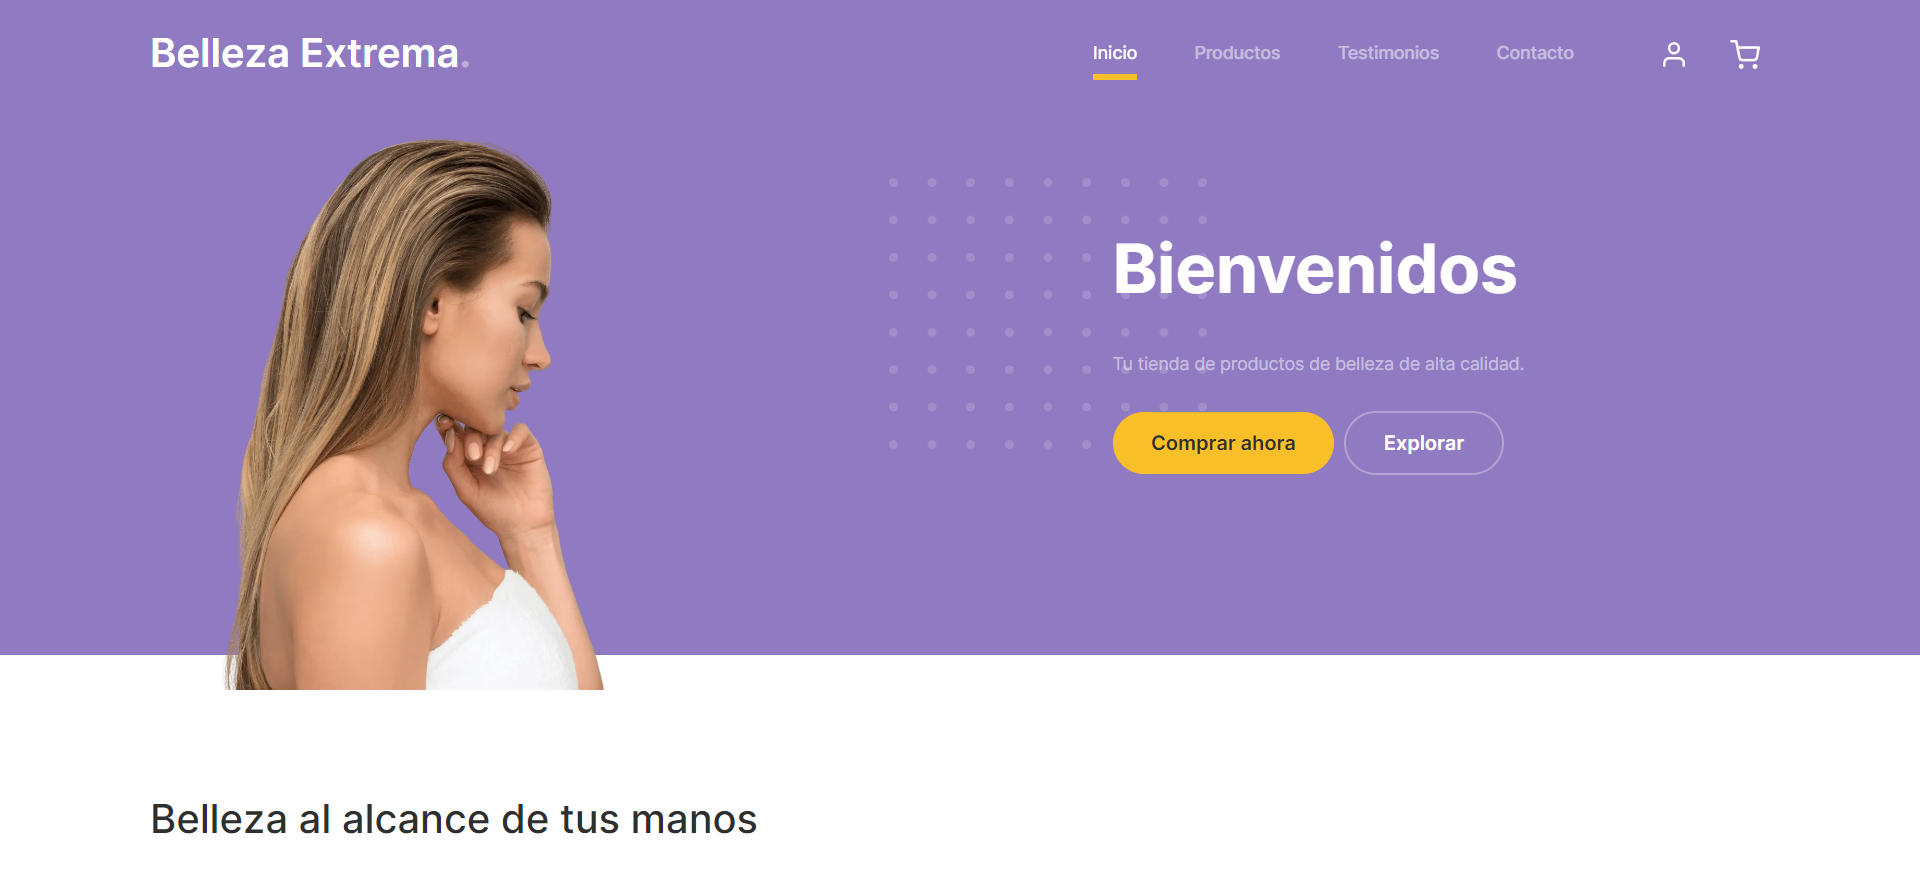 Belleza Extrema.
Inicio
Productos
Testimonios
Contacto
Bienvenidos
Tu tienda de productos de belleza de alta calidad.
Comprar ahora
Explorar
Belleza al alcance de tus manos